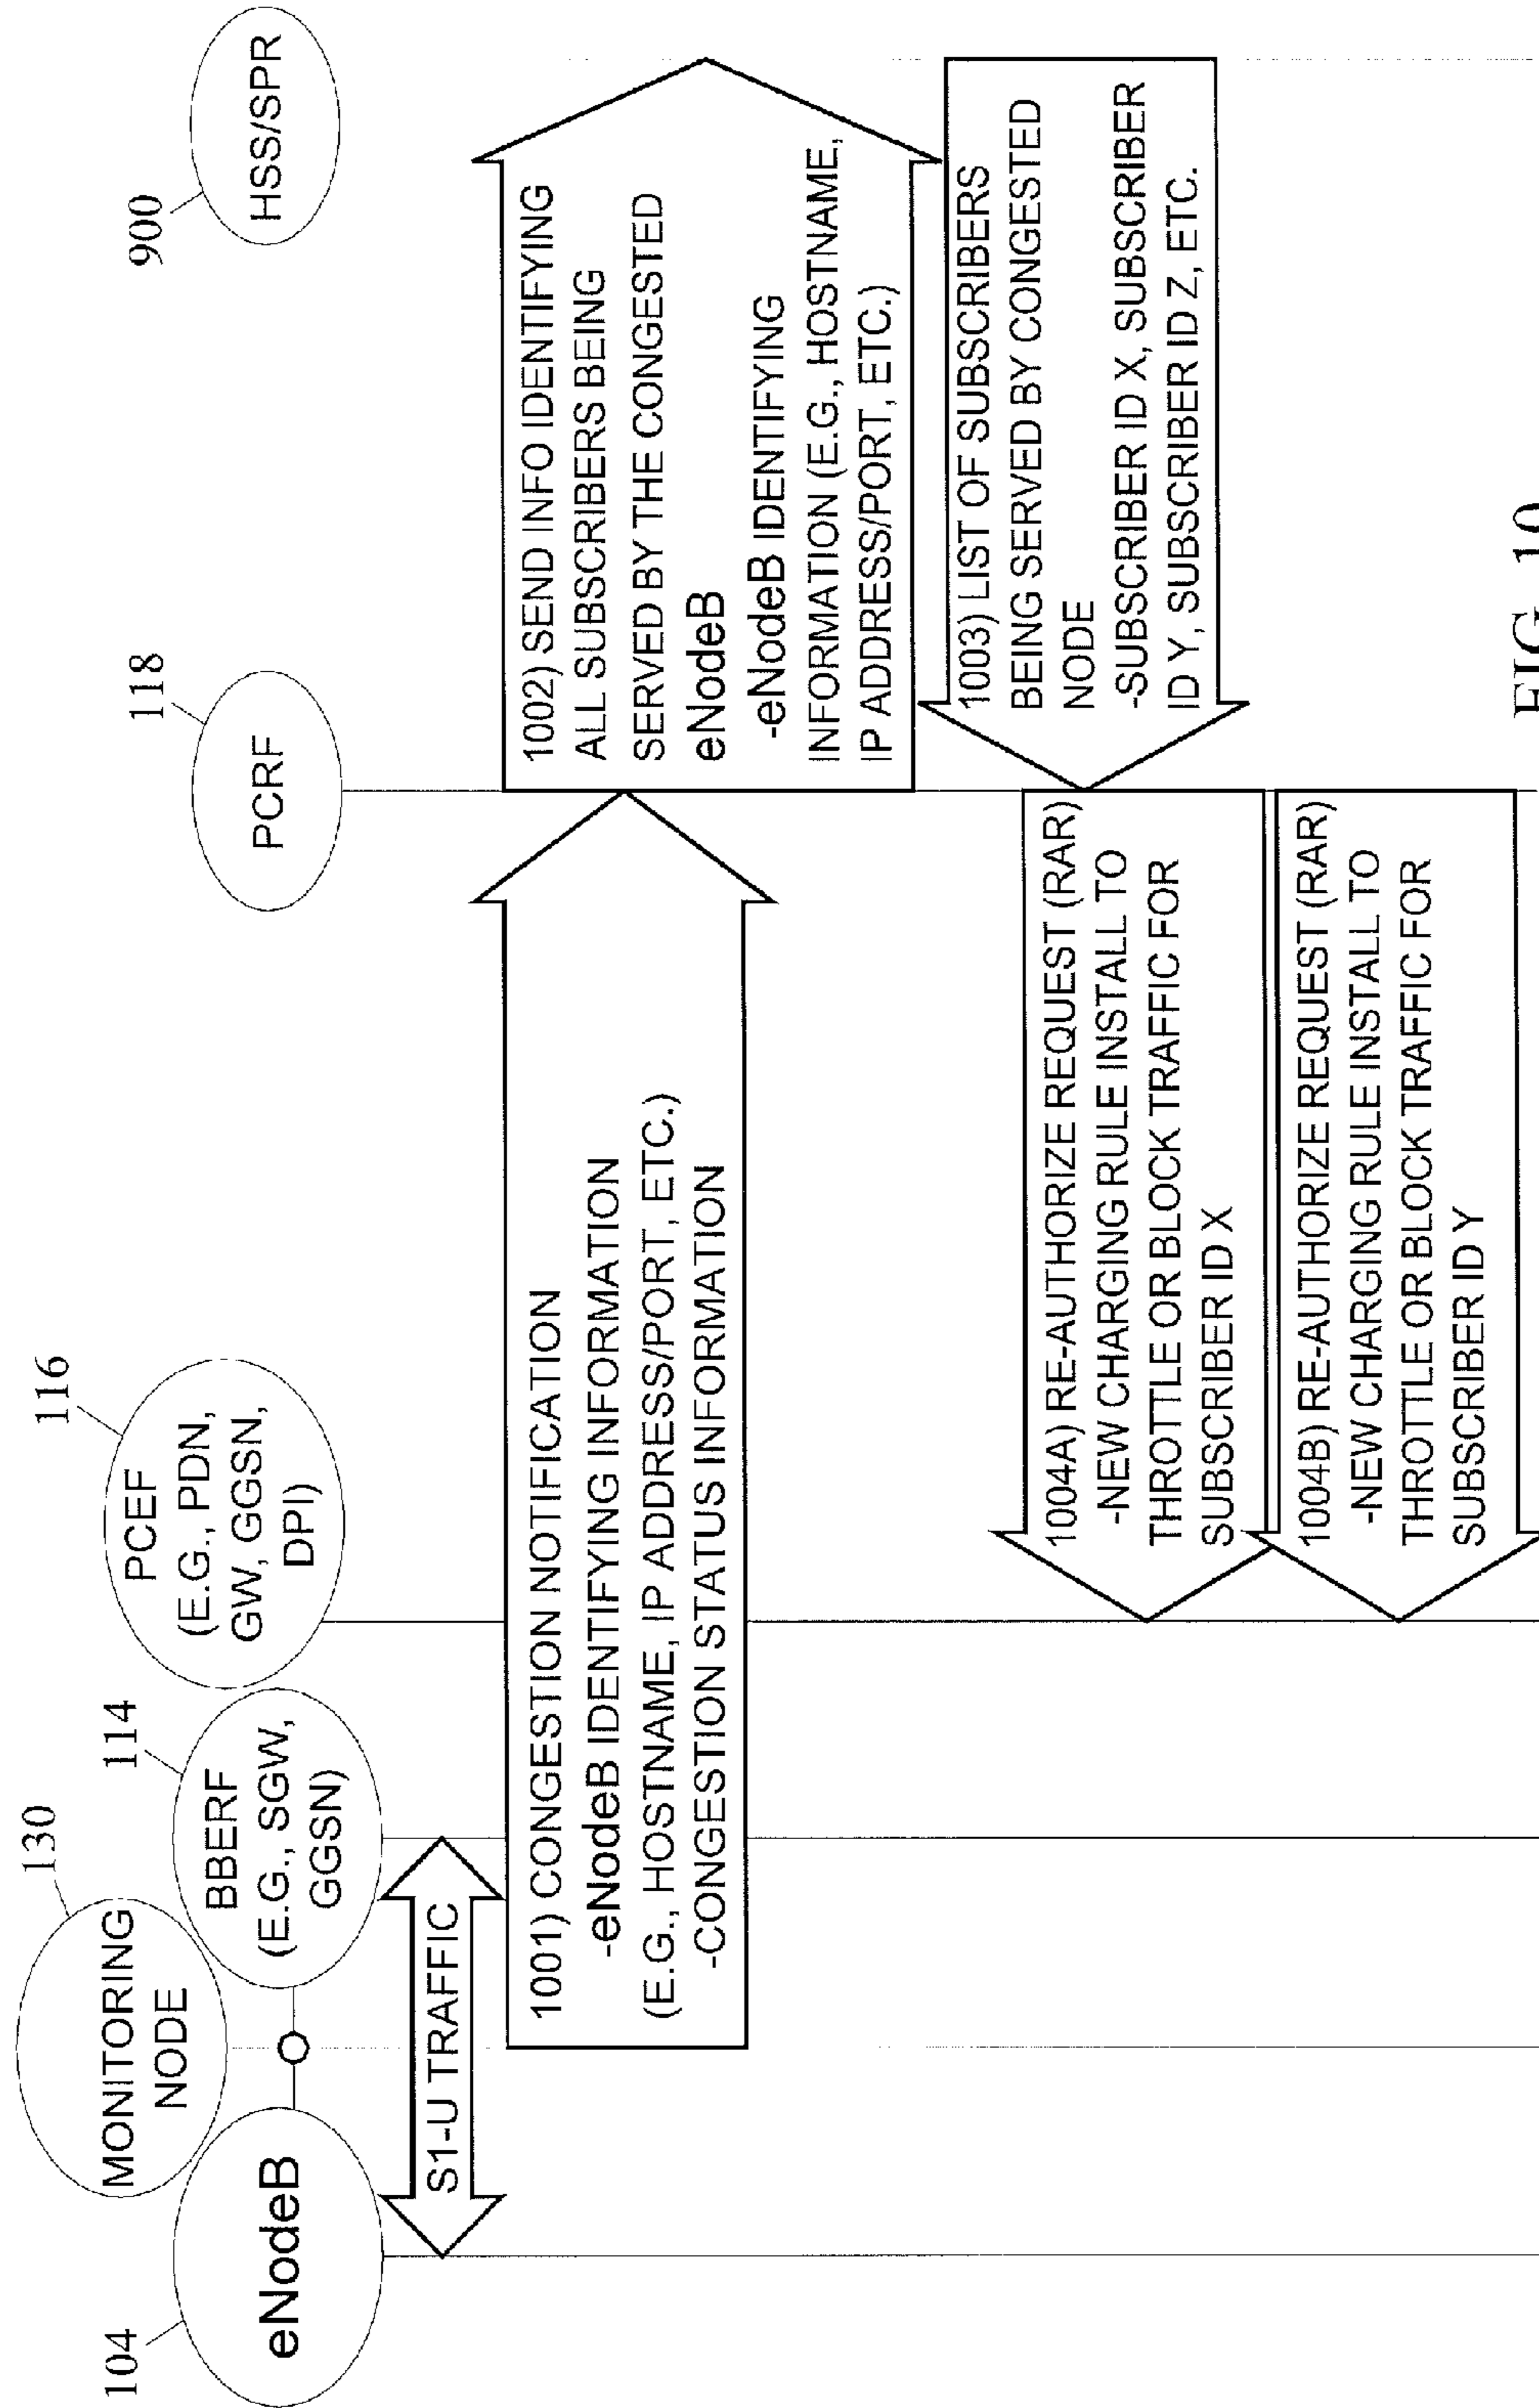 104
eNodeB
130
MONITORING
NODE
114
BBERF
(E.G., SGW,
GGSN)
116
PCEF
(E.G., PDN,
GW, GGSN,
DPI)
118
PCRF
900
HSS/SPR
S1-U TRAFFIC
1001) CONGESTION NOTIFICATION
-eNodeB IDENTIFYING INFORMATION
(E.G., HOSTNAME, IP ADDRESS/PORT, ETC.)
-CONGESTION STATUS INFORMATION
1002) SEND INFO IDENTIFYING
ALL SUBSCRIBERS BEING
SERVED BY THE CONGESTED
eNodeB
-eNodeB IDENTIFYING
INFORMATION (E.G., HOSTNAME,
IP ADDRESS/PORT, ETC.)
1003) LIST OF SUBSCRIBERS
BEING SERVED BY CONGESTED
NODE
-SUBSCRIBER ID X, SUBSCRIBER
ID Y, SUBSCRIBER ID Z, ETC.
1004A) RE-AUTHORIZE REQUEST (RAR)
-NEW CHARGING RULE INSTALL TO
THROTTLE OR BLOCK TRAFFIC FOR
SUBSCRIBER ID X
1004B) RE-AUTHORIZE REQUEST (RAR)
-NEW CHARGING RULE INSTALL TO
THROTTLE OR BLOCK TRAFFIC FOR
SUBSCRIBER ID Y
FIG. 10